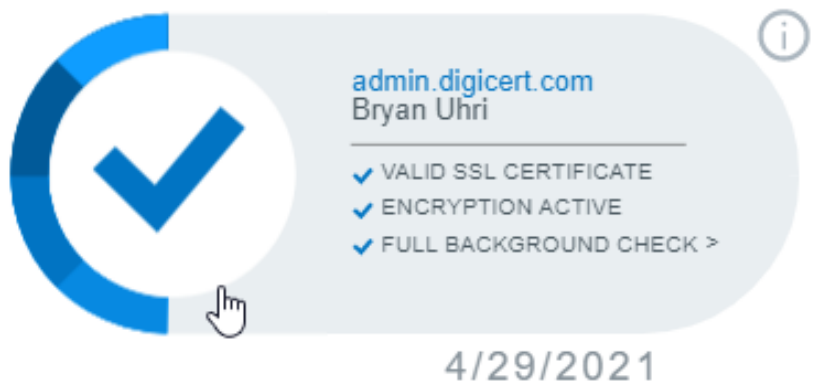 admin.digicert.com
Bryan Uhri
VALID SSL CERTIFICATE
ENCRYPTION ACTIVE
FULL BACKGROUND CHECK >
4/29/2021